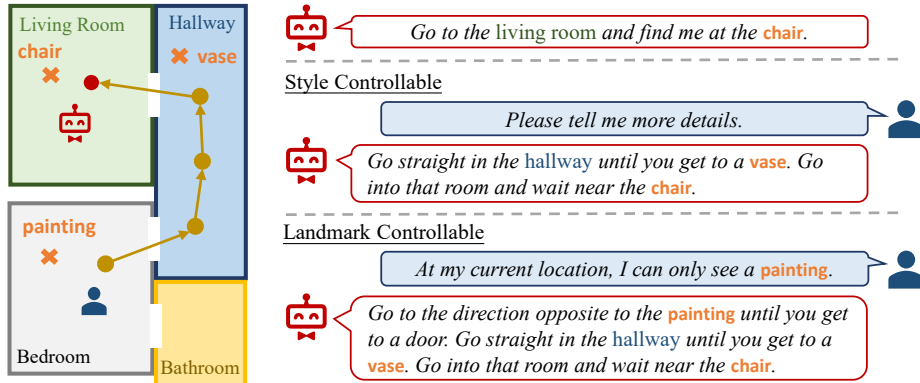 Living Room
chair
Hallway
vase
painting
Bedroom
Bathroom
Go to the living room and find me at the chair.
Style Controllable
Please tell me more details.
Go straight in the hallway until you get to a vase. Go
into that room and wait near the chair.
Landmark Controllable
At my current location, I can only see a painting.
Go to the direction opposite to the painting until you get
to a door. Go straight in the hallway until you get to a
vase. Go into that room and wait near the chair.